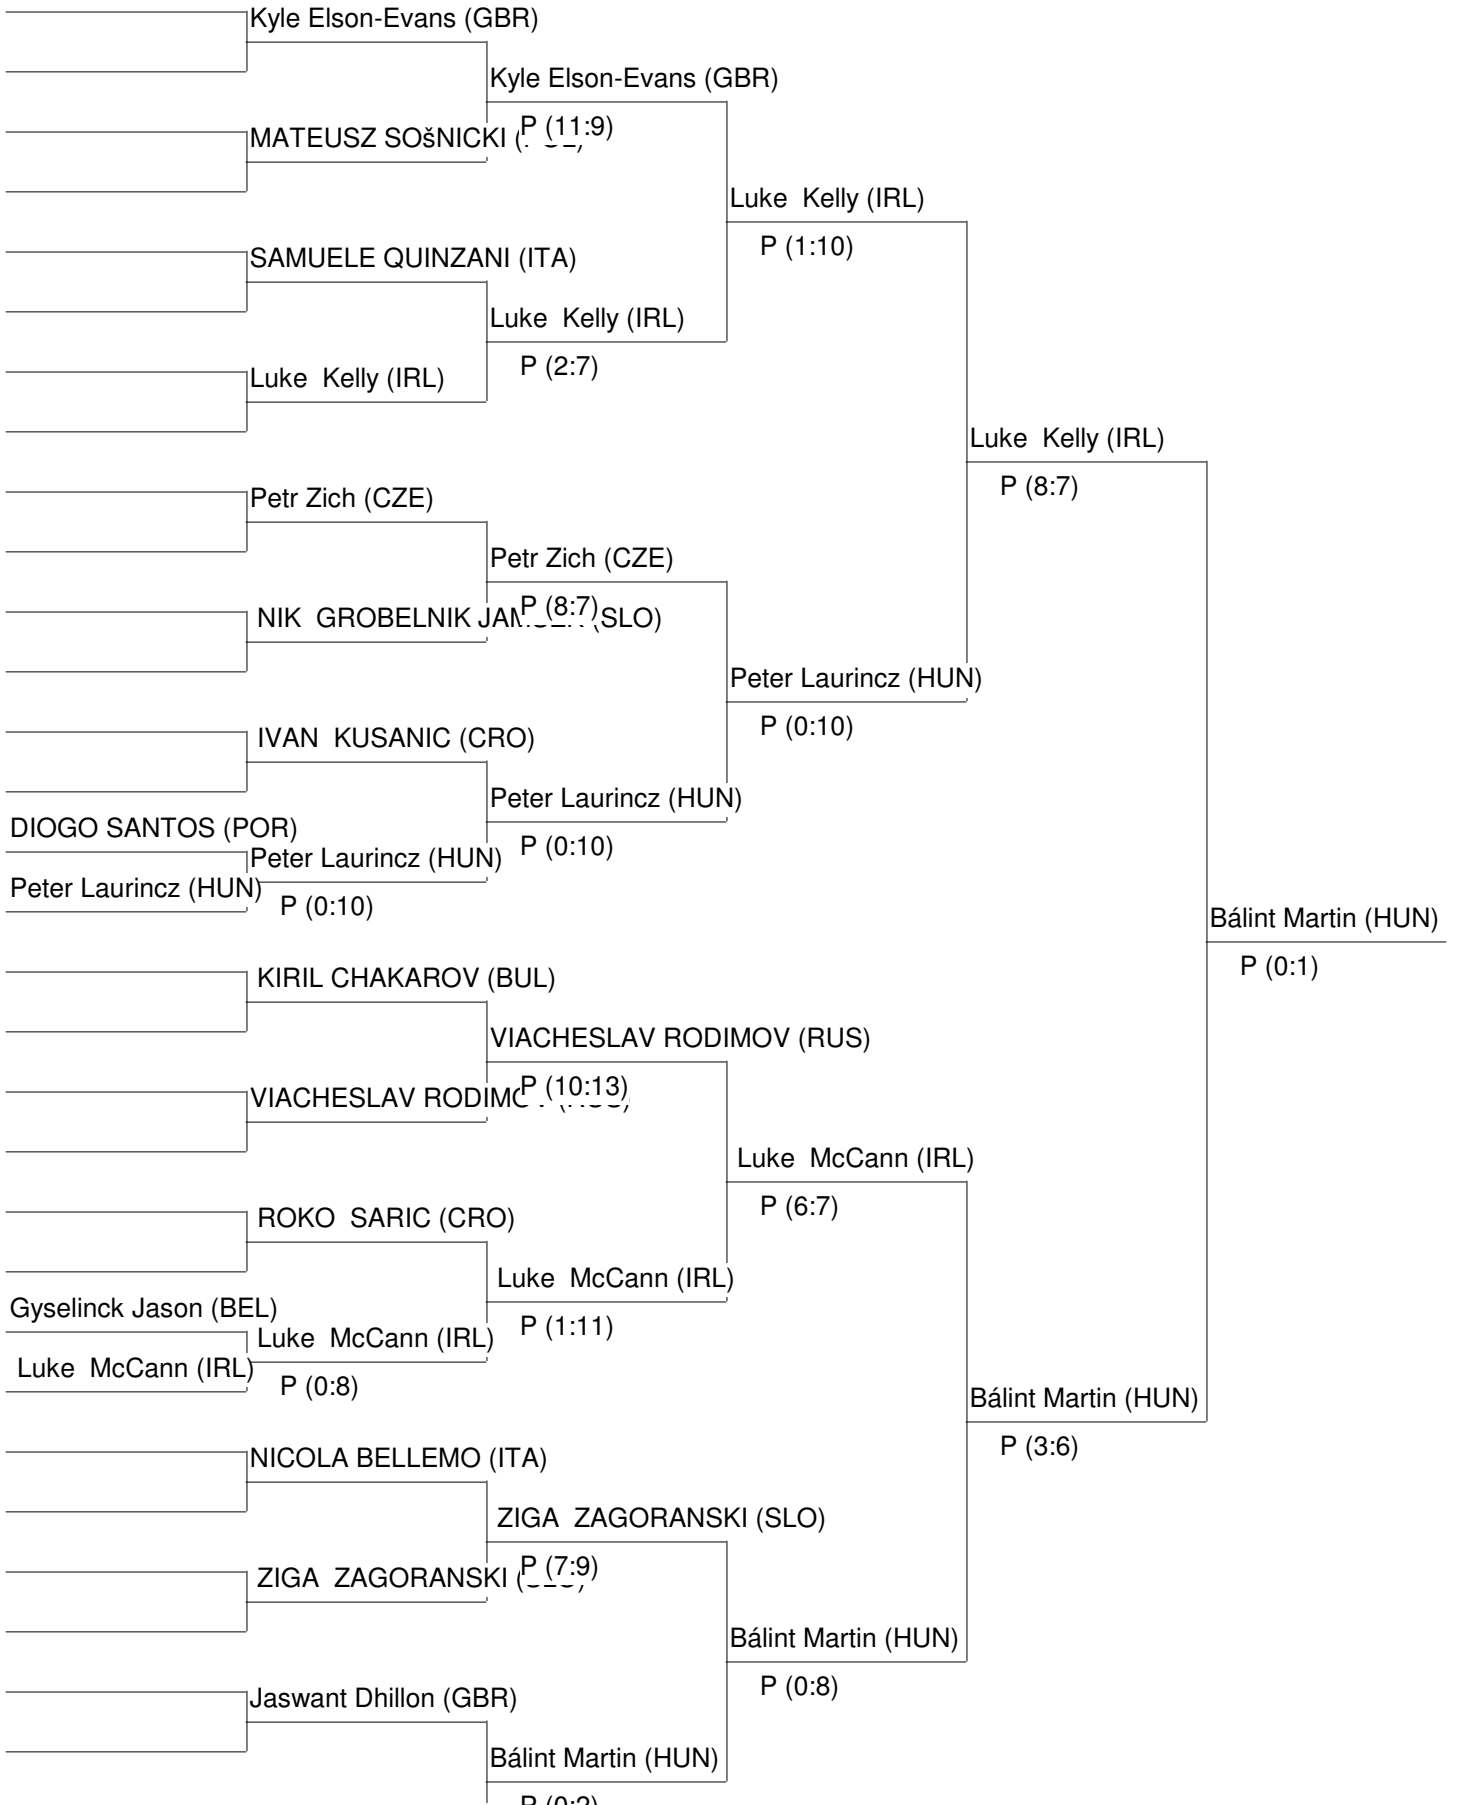 Kyle Elson-Evans (GBR)
Kyle Elson-Evans (GBR)
P (11:9)
MATEUSZ SOšNICKI
Luke  Kelly (IRL)
P (1:10)
SAMUELE QUINZANI (ITA)
Luke  Kelly (IRL)
P (2:7)
Luke  Kelly (IRL)
Luke  Kelly (IRL)
P (8:7)
Petr Zich (CZE)
Petr Zich (CZE)
P (8:7)
NIK  GROBELNIK (SLO)
Peter Laurincz (HUN)
P (0:10)
IVAN  KUSANIC (CRO)
Peter Laurincz (HUN)
P (0:10)
DIOGO SANTOS (POR)
Peter Laurincz (HUN)
Peter Laurincz (HUN)
P (0:10)
Bálint Martin (HUN)
P (0:1)
KIRIL CHAKAROV (BUL)
VIACHESLAV RODIMOV (RUS)
P (10:13)
VIACHESLAV
Luke  McCann (IRL)
P (6:7)
ROKO  SARIC (CRO)
Luke  McCann (IRL)
P (1:11)
Gyselinck Jason (BEL)
Luke  McCann (IRL)
Luke  McCann (IRL)
P (0:8)
Bálint Martin (HUN)
P (3:6)
NICOLA BELLEMO (ITA)
ZIGA  ZAGORANSKI (SLO)
P (7:9)
ZIGA  ZAGORANSKI
Bálint Martin (HUN)
P (0:8)
Jaswant Dhillon (GBR)
Bálint Martin (HUN)